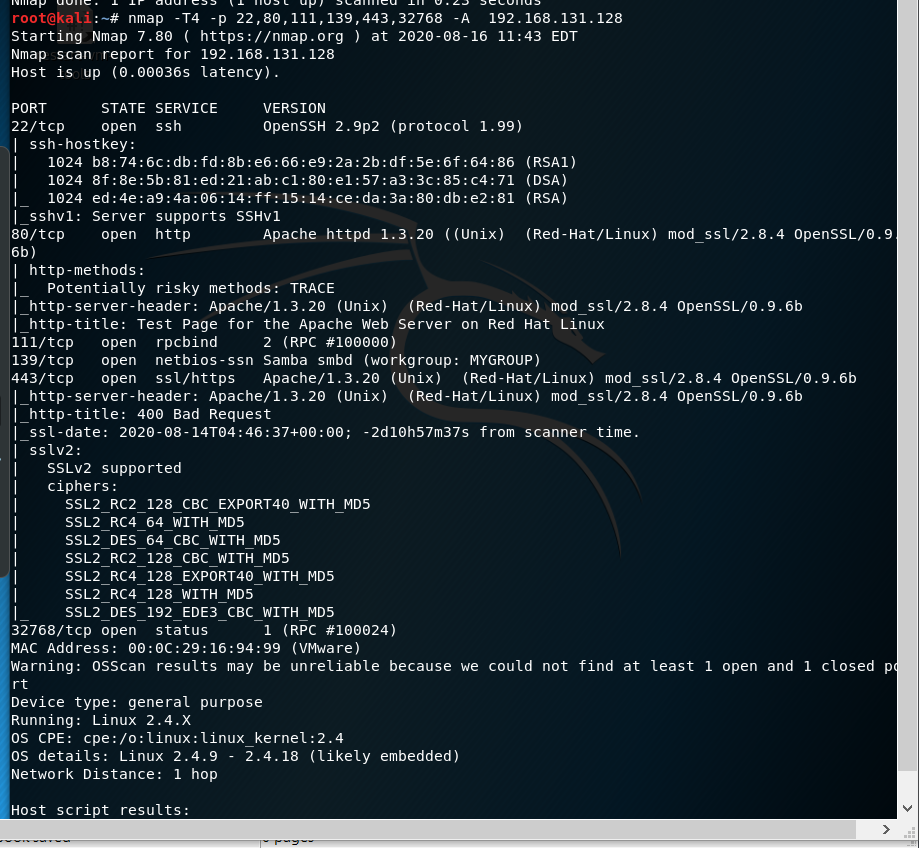 Nmap done: 1 IP address (1 host up) scanned in 0.23 seconds
root@kali:~# nmap -T4 -p 22,80,111,139,443,32768 -A  192.168.131.128
Starting Nmap 7.80 ( https://nmap.org ) at 2020-08-16 11:43 EDT
Nmap scan report for 192.168.131.128
Host is up (0.00036s latency).
PORT      STATE SERVICE     VERSION
22/tcp    open  ssh         OpenSSH 2.9p2 (protocol 1.99)
| ssh-hostkey:
|   1024 b8:74:6c:db:fd:8b:e6:66:e9:2a:2b:df:5e:6f:64:86 (RSA1)
|   1024 8f:8e:5b:81:ed:21:ab:c1:80:e1:57:a3:3c:85:c4:71 (DSA)
|_  1024 ed:4e:a9:4a:06:14:ff:15:14:ce:da:3a:80:db:e2:81 (RSA)
|_sshv1: Server supports SSHv1
80/tcp    open  http        Apache httpd 1.3.20 ((Unix)  (Red-Hat/Linux) mod_ssl/2.8.4 OpenSSL/0.9.
6b)
| http-methods:
|_  Potentially risky methods: TRACE
|_http-server-header: Apache/1.3.20 (Unix)  (Red-Hat/Linux) mod_ssl/2.8.4 OpenSSL/0.9.6b
|_http-title: Test Page for the Apache Web Server on Red Hat Linux
111/tcp   open  rpcbind     2 (RPC #100000)
139/tcp   open  netbios-ssn Samba smbd (workgroup: MYGROUP)
443/tcp   open  ssl/https   Apache/1.3.20 (Unix)  (Red-Hat/Linux) mod_ssl/2.8.4 OpenSSL/0.9.6b
|_http-server-header: Apache/1.3.20 (Unix)  (Red-Hat/Linux) mod_ssl/2.8.4 OpenSSL/0.9.6b
|_http-title: 400 Bad Request
|_ssl-date: 2020-08-14T04:46:37+00:00; -2d10h57m37s from scanner time.
| sslv2:
|   SSLv2 supported
|   ciphers:
|     SSL2_RC2_128_CBC_EXPORT40_WITH_MD5
|     SSL2_RC4_64_WITH_MD5
|     SSL2_DES_64_CBC_WITH_MD5
|     SSL2_RC2_128_CBC_WITH_MD5
|     SSL2_RC4_128_EXPORT40_WITH_MD5
|     SSL2_RC4_128_WITH_MD5
|_    SSL2_DES_192_EDE3_CBC_WITH_MD5
32768/tcp open  status      1 (RPC #100024)
MAC Address: 00:0C:29:16:94:99 (VMware)
Warning: OSScan results may be unreliable because we could not find at least 1 open and 1 closed po
rt
Device type: general purpose
Running: Linux 2.4.X
OS CPE: cpe:/o:linux:linux_kernel:2.4
OS details: Linux 2.4.9 - 2.4.18 (likely embedded)
Network Distance: 1 hop
Host script results: